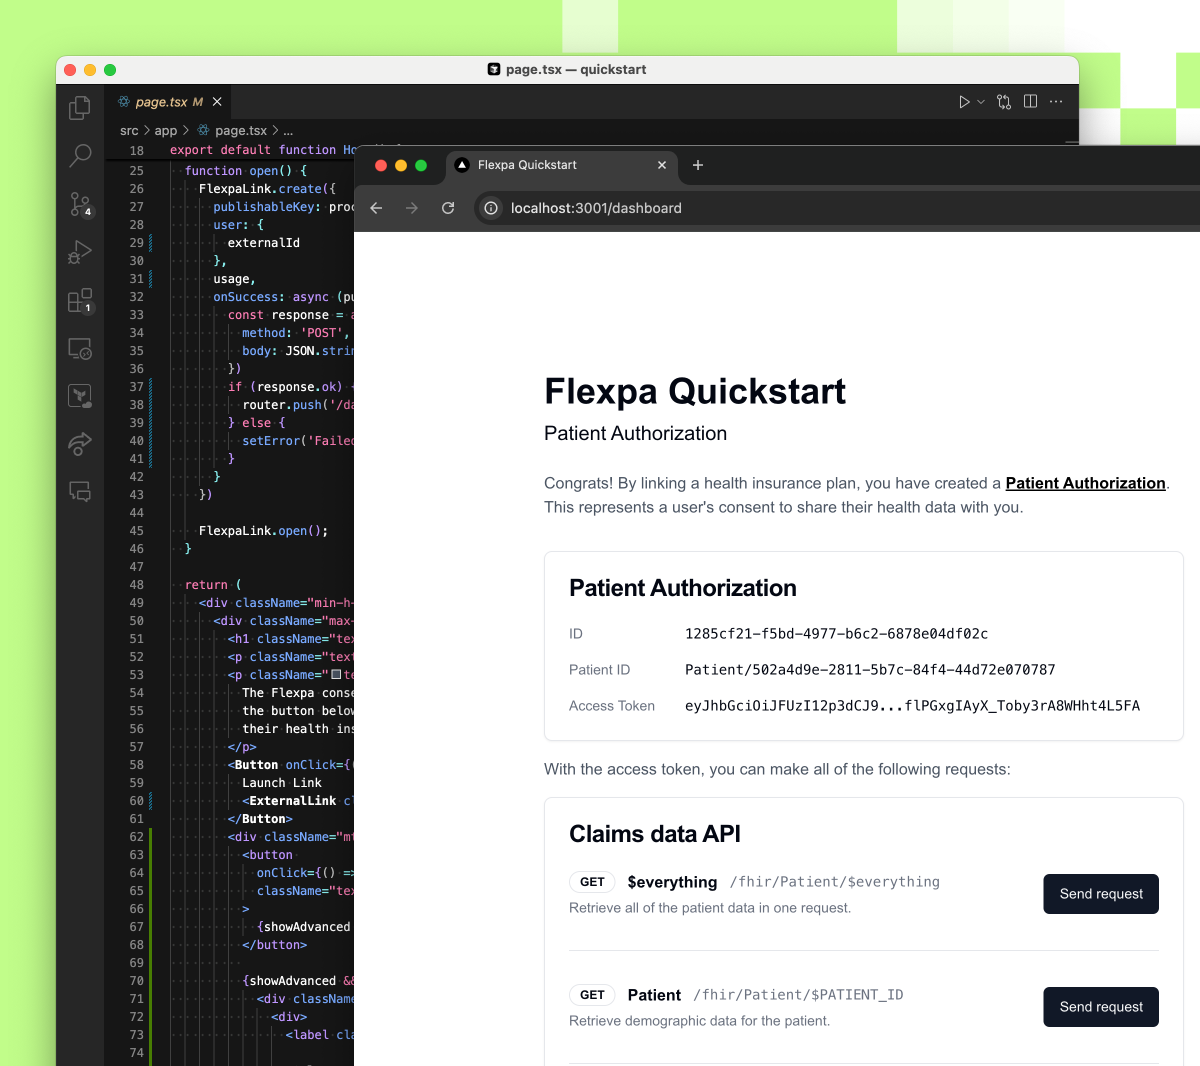 page.tsx — quickstart
page.tsx M
src > app > page.tsx > ...
18 export default function Ho
25 function open() {
26 FlexpaLink.create({
27 publishableKey: proc
28 user: {
29 externalId
30 },
31 usage,
32 onSuccess: async (pu
33 const response = a
34 method: 'POST',
35 body: JSON.strin
36 })
37 if (response.ok) {
38 router.push('/da
39 } else {
40 setError('Failed
41 }
42 }
43 })
44
45 FlexpaLink.open();
46 }
47
48 return (
49 <div className="min-h-
50 <div className="max-
51 <h1 className="tex
52 <p className="text
53 <p className="te
54 The Flexpa conse
55 the button below
56 their health ins
57 </p>
58 <Button onClick={(
59 Launch Link
60 <ExternalLink cl
61 </Button>
62 <div className="mt
63 <button
64 onClick={() =>
65 className="tex
66 >
67 {showAdvanced
68 </button>
69
70 {showAdvanced &&
71 <div className
72 <div>
73 <label cla
74
4
1
Flexpa Quickstart
localhost:3001/dashboard
Flexpa Quickstart
Patient Authorization
Congrats! By linking a health insurance plan, you have created a Patient Authorization.
This represents a user's consent to share their health data with you.
Patient Authorization
ID 1285cf21-f5bd-4977-b6c2-6878e04df02c
Patient ID Patient/502a4d9e-2811-5b7c-84f4-44d72e070787
Access Token eyJhbGciOiJFUzI12p3dCJ9...flPGxgIAyX_Toby3rA8WHht4L5FA
With the access token, you can make all of the following requests:
Claims data API
GET $everything /fhir/Patient/$everything
Retrieve all of the patient data in one request.
Send request
GET Patient /fhir/Patient/$PATIENT_ID
Retrieve demographic data for the patient.
Send request